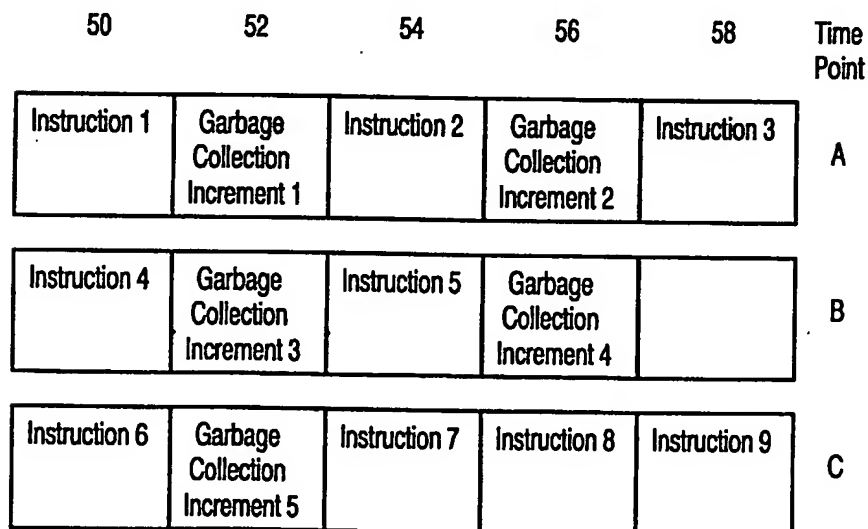 50 52 54 56 58 Time
Point
Instruction 1 Garbage Instruction 2 Garbage Instruction 3
Collection Collection A
Increment 1 Increment 2
Instruction 4 Garbage Instruction 5 Garbage
Collection Collection B
Increment 3 Increment 4
Instruction 6 Garbage Instruction 7 Instruction 8 Instruction 9
Collection C
Increment 5